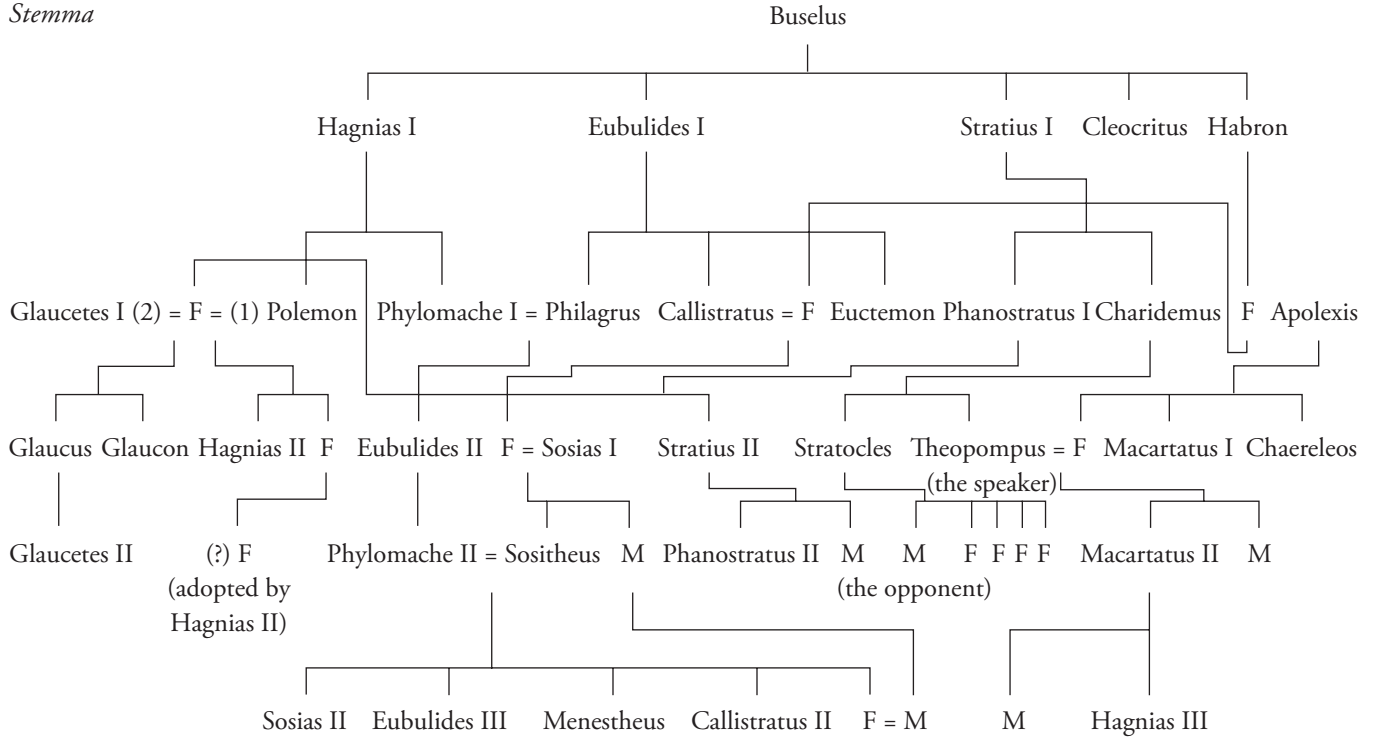 Stemma
Buselus
Hagnias I Eubulides I Stratius I Cleocritus Habron
Glaucetes I (2) = F = (1) Polemon Phylomache I = Philagrus Callistratus = F Euctemon Phanostratus I Charidemus F Apolexis
Glaucus Glaucon Hagnias II F Eubulides II F = Sosias I Stratius II Stratocles Theopompus = F Macartatus I Chaereleos
(the speaker)
Glaucetes II (?) F Phylomache II = Sositheus M Phanostratus II M M F F F F Macartatus II M
(adopted by (the opponent)
Hagnias II)
Sosias II Eubulides III Menestheus Callistratus II F = M M Hagnias III